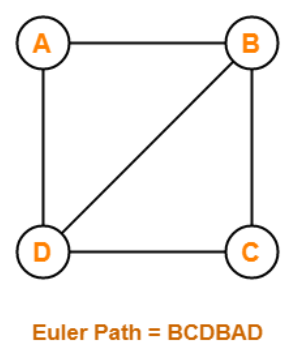 A B
D C
Euler Path = BCDBAD